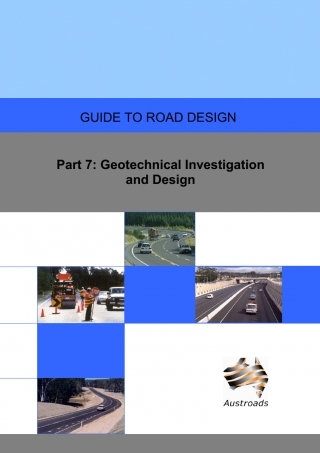 GUIDE TO ROAD DESIGN
Part 7: Geotechnical Investigation
and Design
Austroads